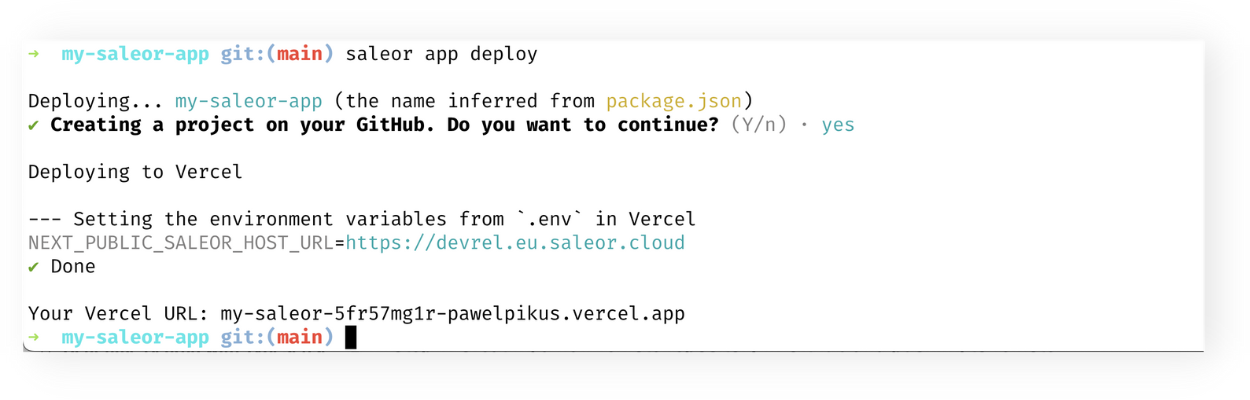 → my-saleor-app git:(main) saleor app deploy
Deploying... my-saleor-app (the name inferred from package.json)
✔ Creating a project on your GitHub. Do you want to continue? (Y/n) · yes
Deploying to Vercel
--- Setting the environment variables from `.env` in Vercel
NEXT_PUBLIC_SALEOR_HOST_URL=https://devrel.eu.saleor.cloud
✔ Done
Your Vercel URL: my-saleor-5fr57mg1r-pawelpikus.vercel.app
→ my-saleor-app git:(main)